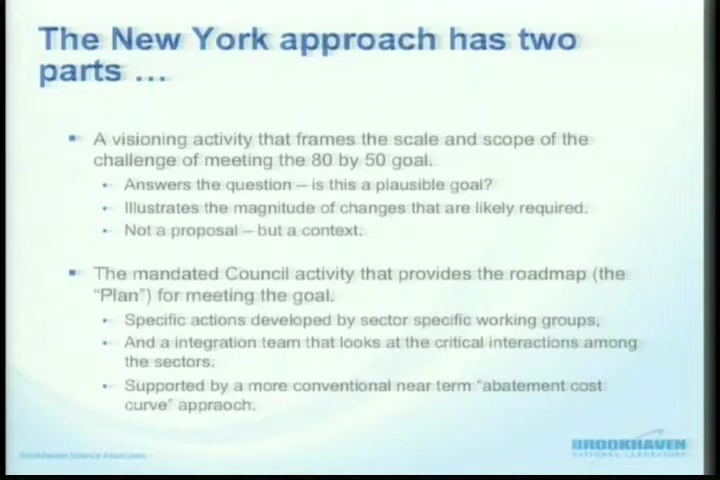 The New York approach has two
parts …
A visioning activity that frames the scale and scope of the
challenge of meeting the 80 by 50 goal.
Answers the question – is this a plausible goal?
Illustrates the magnitude of changes that are likely required.
Not a proposal – but a context.
The mandated Council activity that provides the roadmap (the
“Plan”) for meeting the goal.
Specific actions developed by sector specific working groups,
And a integration team that looks at the critical interactions among
the sectors.
Supported by a more conventional near term “abatement cost
curve” appraoch.
Brookhaven Science Associates
BROOKHAVEN
NATIONAL LABORATORY